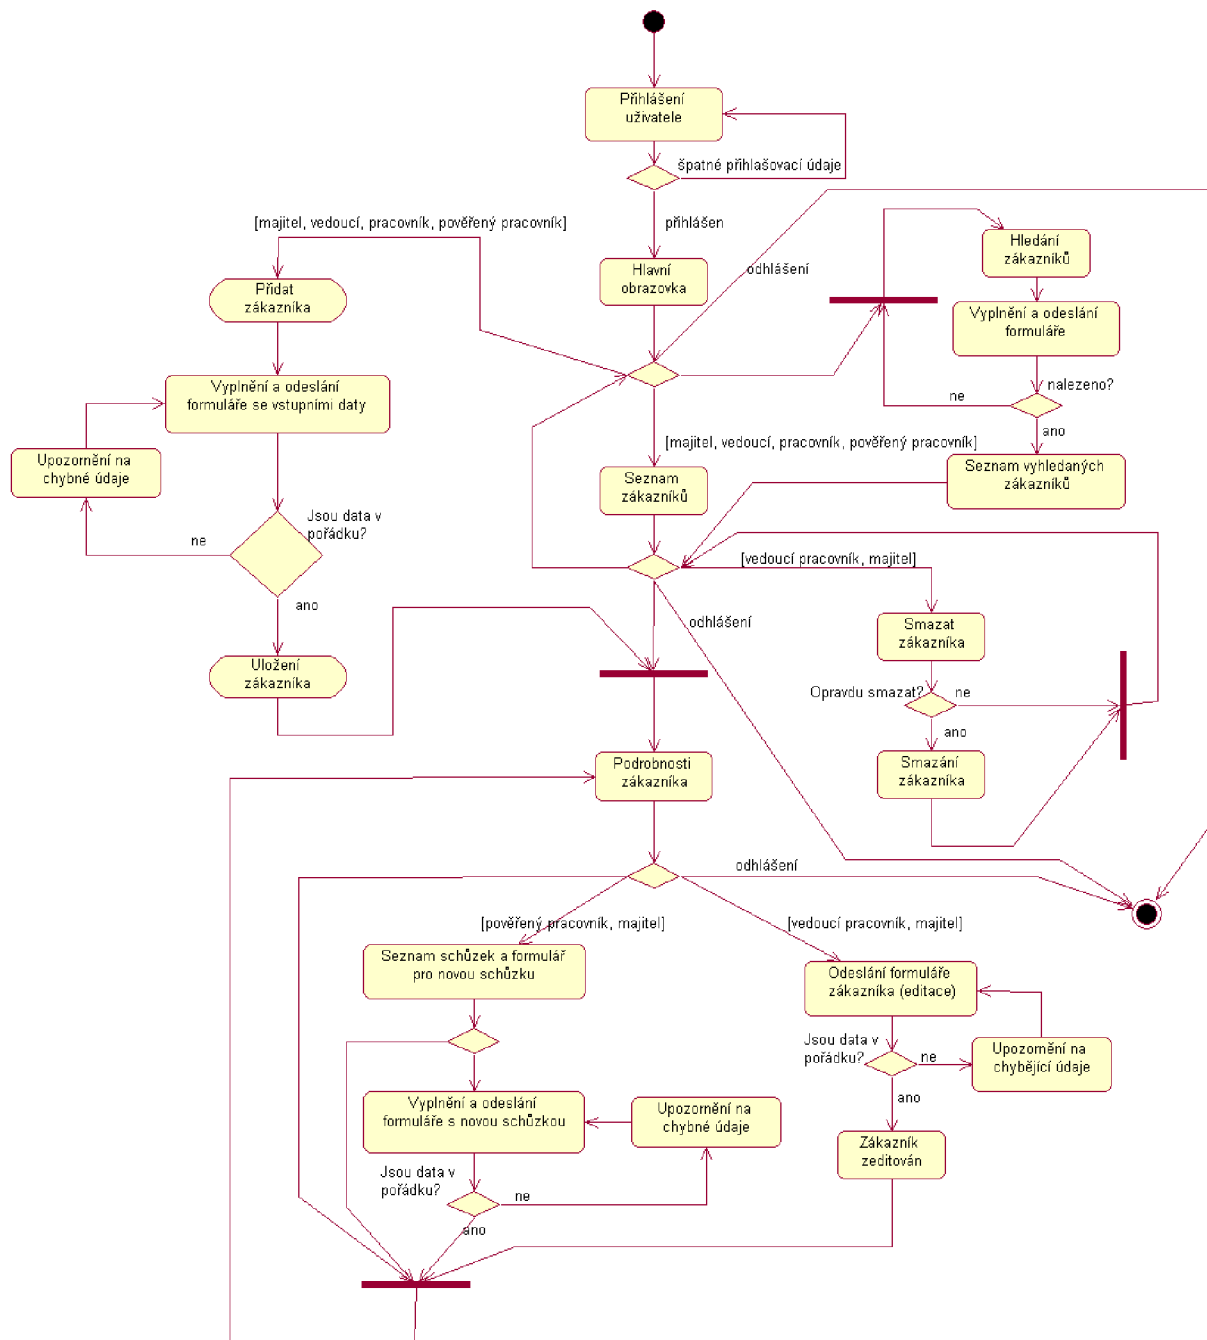 Přihlášení
uživatele
špatné přihlašovací údaje
[majitel, vedoucí, pracovník, pověřený pracovník]
přihlášen
Hledání
zákazníků
Hlavní
obrazovka
odhlášení
Přidat
zákazníka
Vyplnění a odeslání
formuláře
nalezeno?
ne
ano
Vyplnění a odeslání
formuláře se vstupními daty
[majitel, vedoucí, pracovník, pověřený pracovník]
Upozornění na
chybné údaje
Seznam
zákazníků
Seznam vyhledaných
zákazníků
Jsou data v
pořádku?
ne
ano
[vedoucí pracovník, majitel]
odhlášení
Smazat
zákazníka
Uložení
zákazníka
Opravdu smazat?
ne
ano
Podrobnosti
zákazníka
Smazání
zákazníka
odhlášení
[pověřený pracovník, majitel]
[vedoucí pracovník, majitel]
Seznam schůzek a formulář
pro novou schůzku
Odeslání formuláře
zákazníka (editace)
Jsou data v
pořádku?
ne
Upozornění na
chybějící údaje
ano
Vyplnění a odeslání
formuláře s novou schůzkou
Upozornění na
chybné údaje
Zákazník
zeditován
Jsou data v
pořádku?
ne
ano